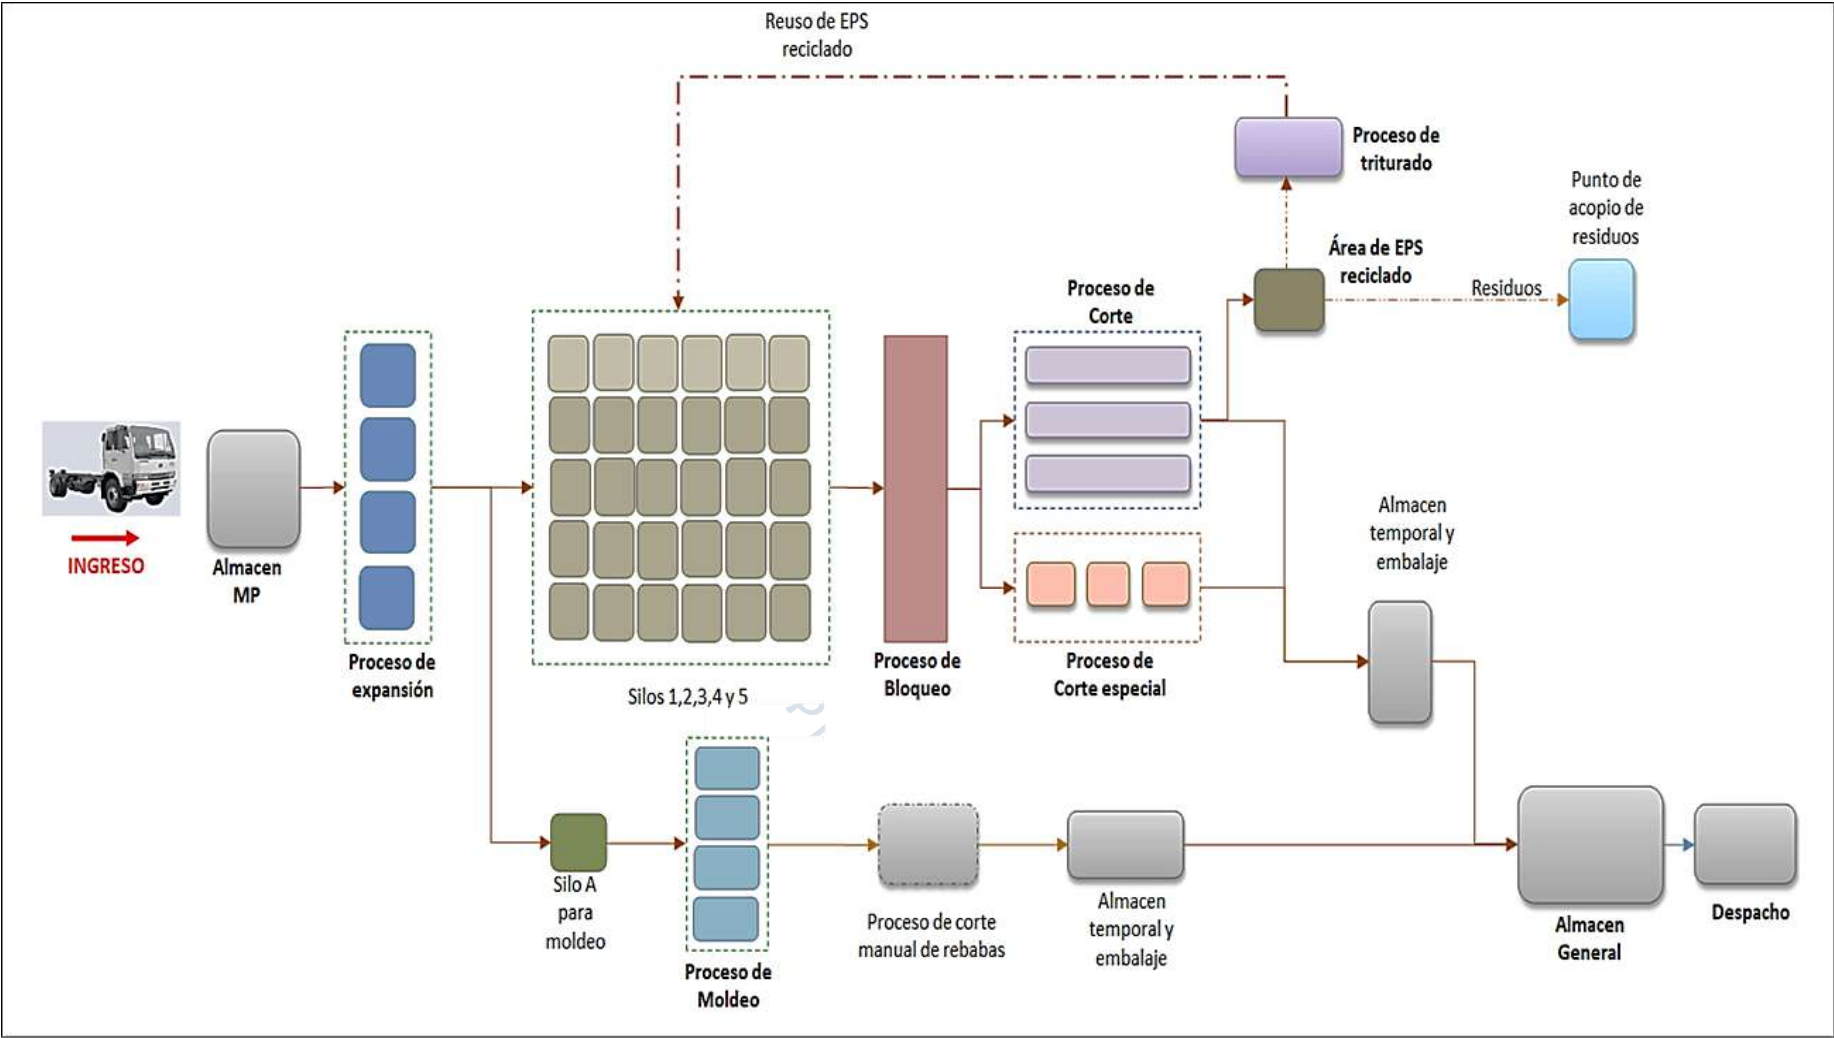 Reuso de EPS
reciclado
Proceso de
triturado
Punto de
acopio de
residuos
Área de EPS
reciclado
Residuos
Proceso de
Corte
INGRESO
Almacen
MP
Proceso de
expansión
Silos 1,2,3,4 y 5
Proceso de
Bloqueo
Proceso de
Corte especial
Almacen
temporal y
embalaje
Silo A
para
moldeo
Proceso de
Moldeo
Proceso de corte
manual de rebabas
Almacen
temporal y
embalaje
Almacen
General
Despacho